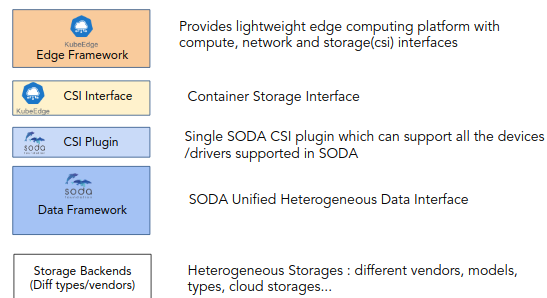 KubeEdge
Edge Framework
Provides lightweight edge computing platform with
compute, network and storage(csi) interfaces
KubeEdge
CSI Interface
Container Storage Interface
soda
CSI Plugin
Single SODA CSI plugin which can support all the devices
/drivers supported in SODA
soda
Data Framework
SODA Unified Heterogeneous Data Interface
Storage Backends
(Diff types/vendors)
Heterogeneous Storages : different vendors, models,
types, cloud storages...